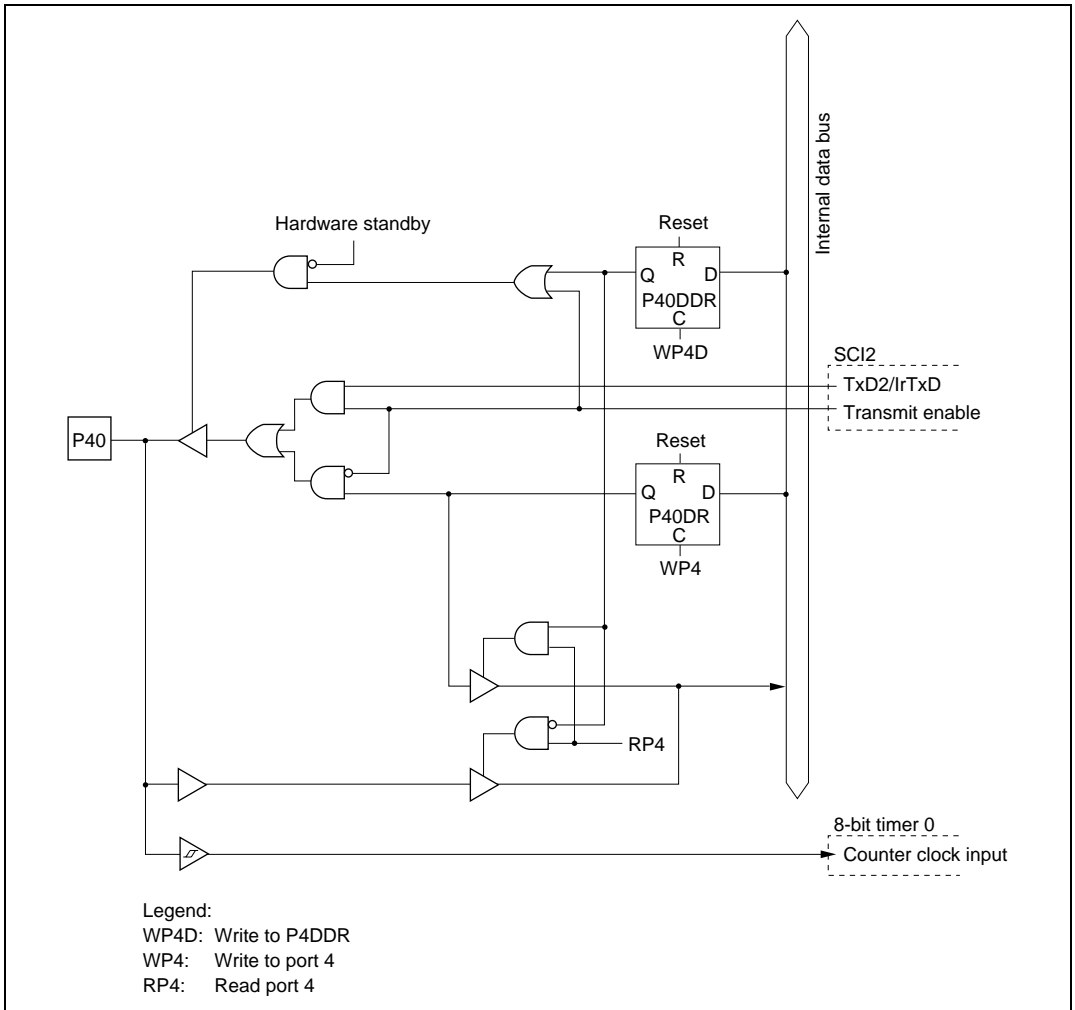 Internal data bus
Hardware standby
Reset
R
Q D
P40DDR
C
WP4D
SCI2
TxD2/IrTxD
Transmit enable
P40
Reset
R
Q D
P40DR
C
WP4
RP4
8-bit timer 0
Counter clock input
Legend:
WP4D: Write to P4DDR
WP4: Write to port 4
RP4: Read port 4